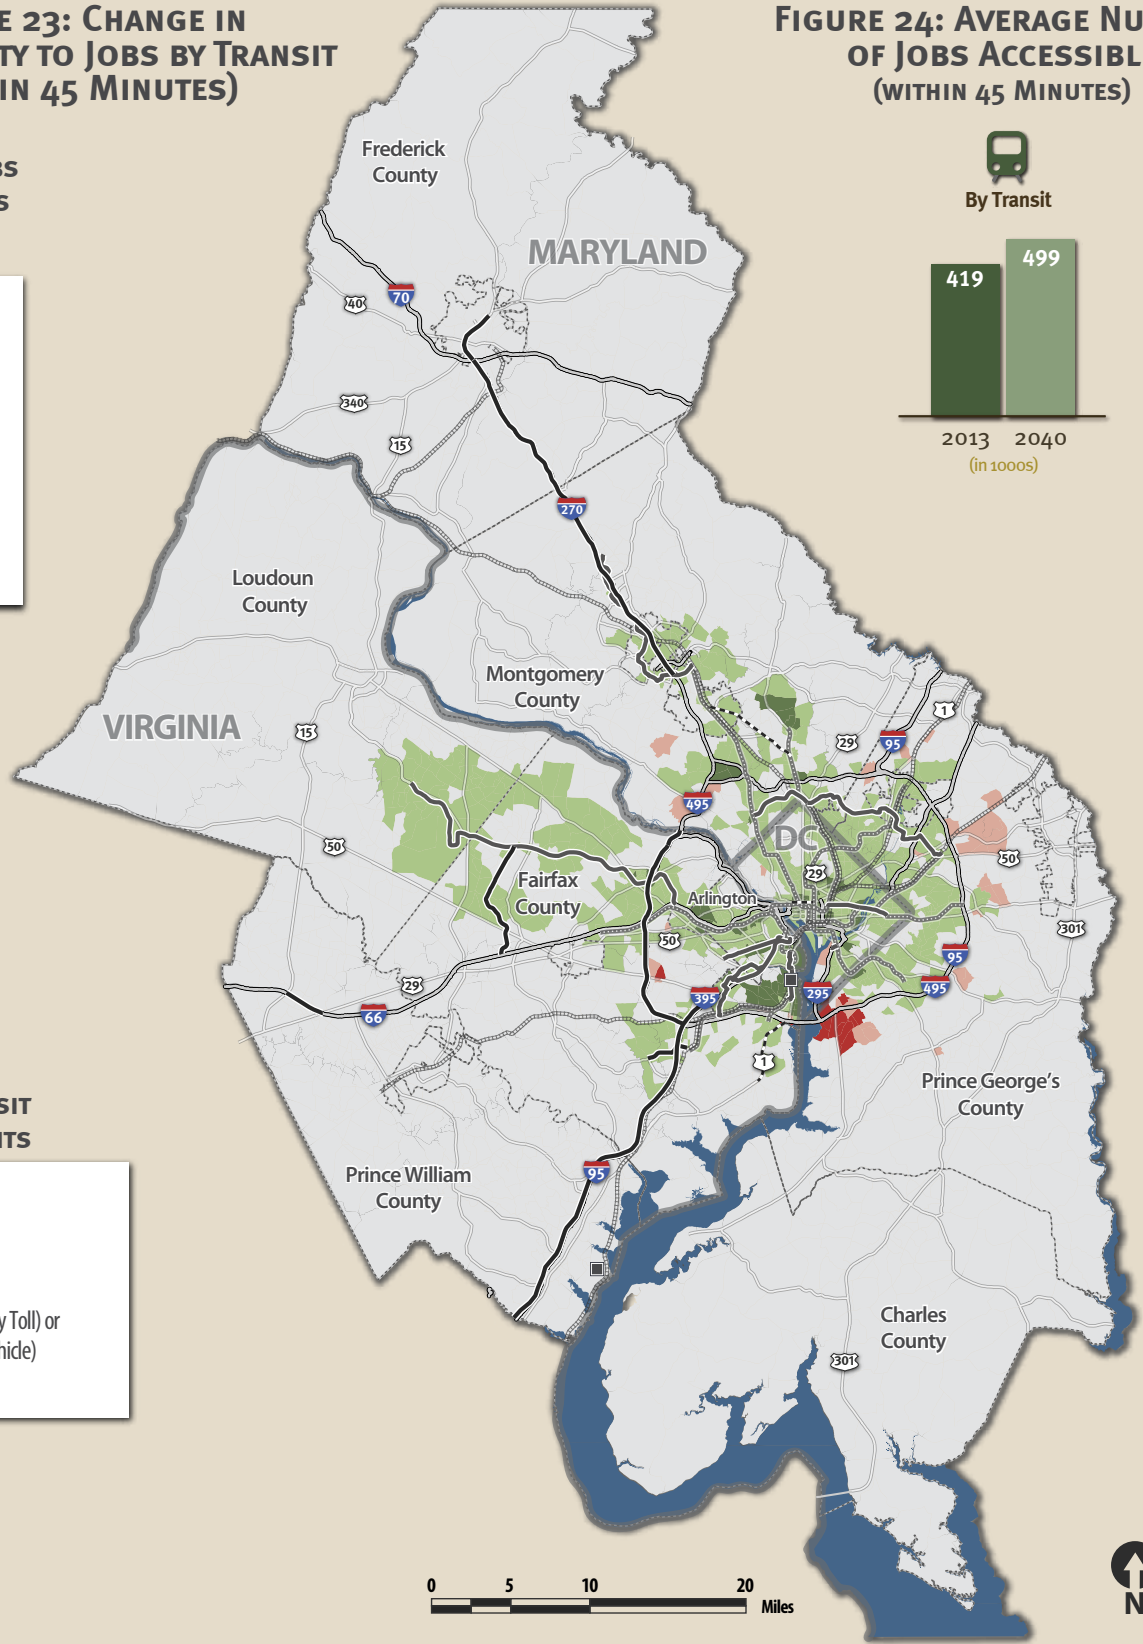 E 23: CHANGE IN
TY TO JOBS BY TRANSIT
IN 45 MINUTES)
BS
S
FIGURE 24: AVERAGE NU
OF JOBS ACCESSIBL
(WITHIN 45 MINUTES)
By Transit
419
499
2013
2040
(in 1000s)
Frederick
County
MARYLAND
70
40
340
15
270
Loudoun
County
Montgomery
County
VIRGINIA
15
1
29
95
495
DC
50
50
Fairfax
County
29
Arlington
301
50
95
29
395
295
495
66
1
Prince George's
County
SIT
ITS
y Toll) or
hicle)
95
Prince William
County
Charles
County
301
0
5
10
20
Miles
N